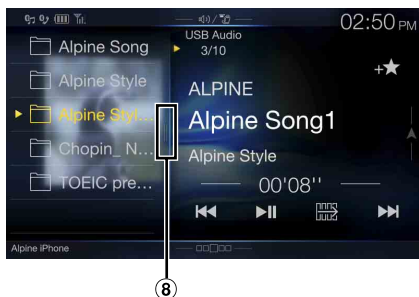 02:50 PM
USB Audio
3/10
Alpine Song
Alpine Style
Alpine Styl...
Chopin_ N...
TOEIC pre...
ALPINE
Alpine Song1
Alpine Style
00'08''
Alpine iPhone
8